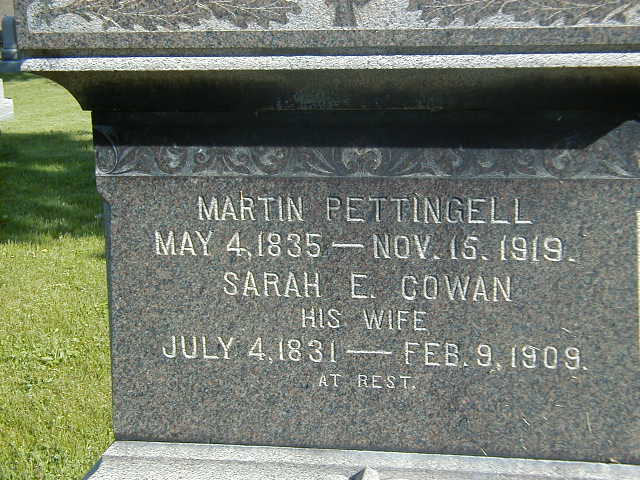 MARTIN PETTINGELL
MAY 4, 1835 — NOV. 15. 1919.
SARAH E. COWAN
HIS WIFE
JULY 4, 1831 — FEB. 9, 1909.
AT REST.